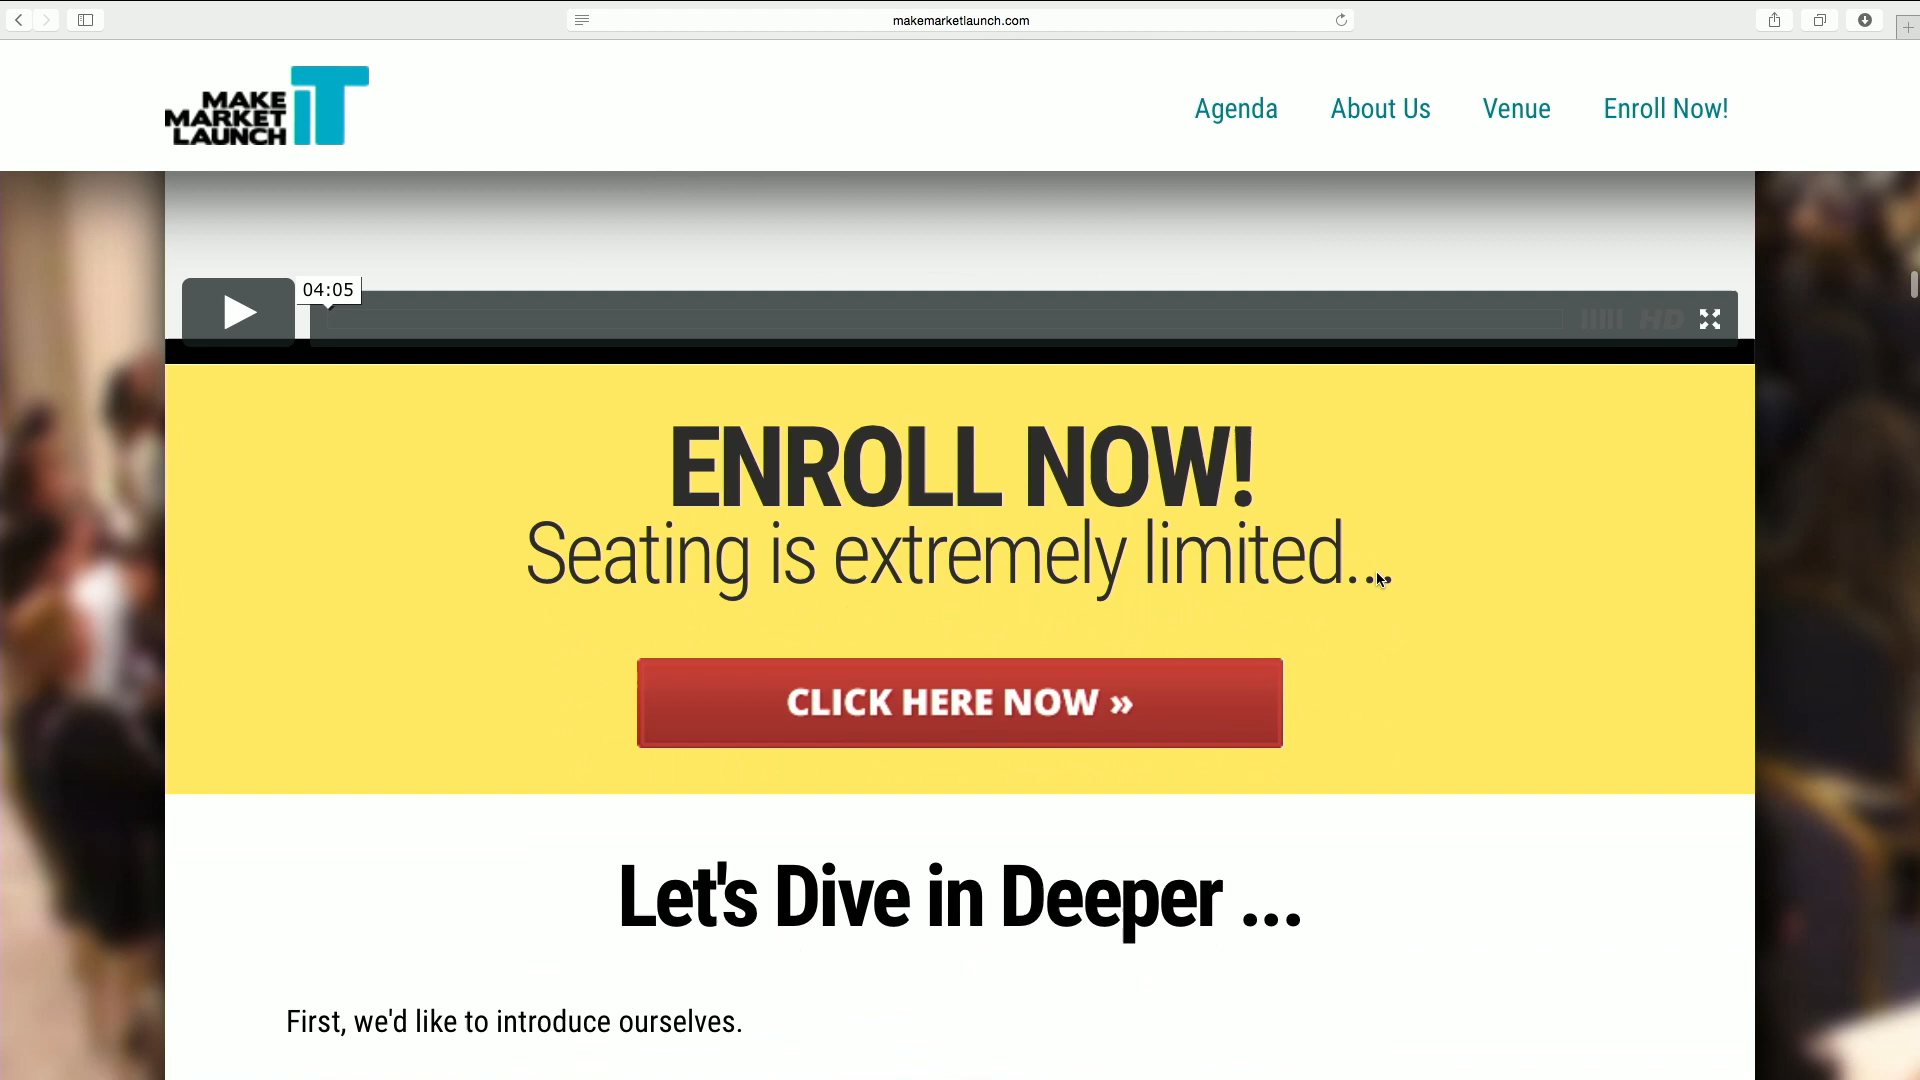 makemarketlaunch.com
MAKE
MARKET
LAUNCH
iT
Agenda
About Us
Venue
Enroll Now!
04:05
HD
ENROLL NOW!
Seating is extremely limited...
CLICK HERE NOW »
Let's Dive in Deeper ...
First, we'd like to introduce ourselves.